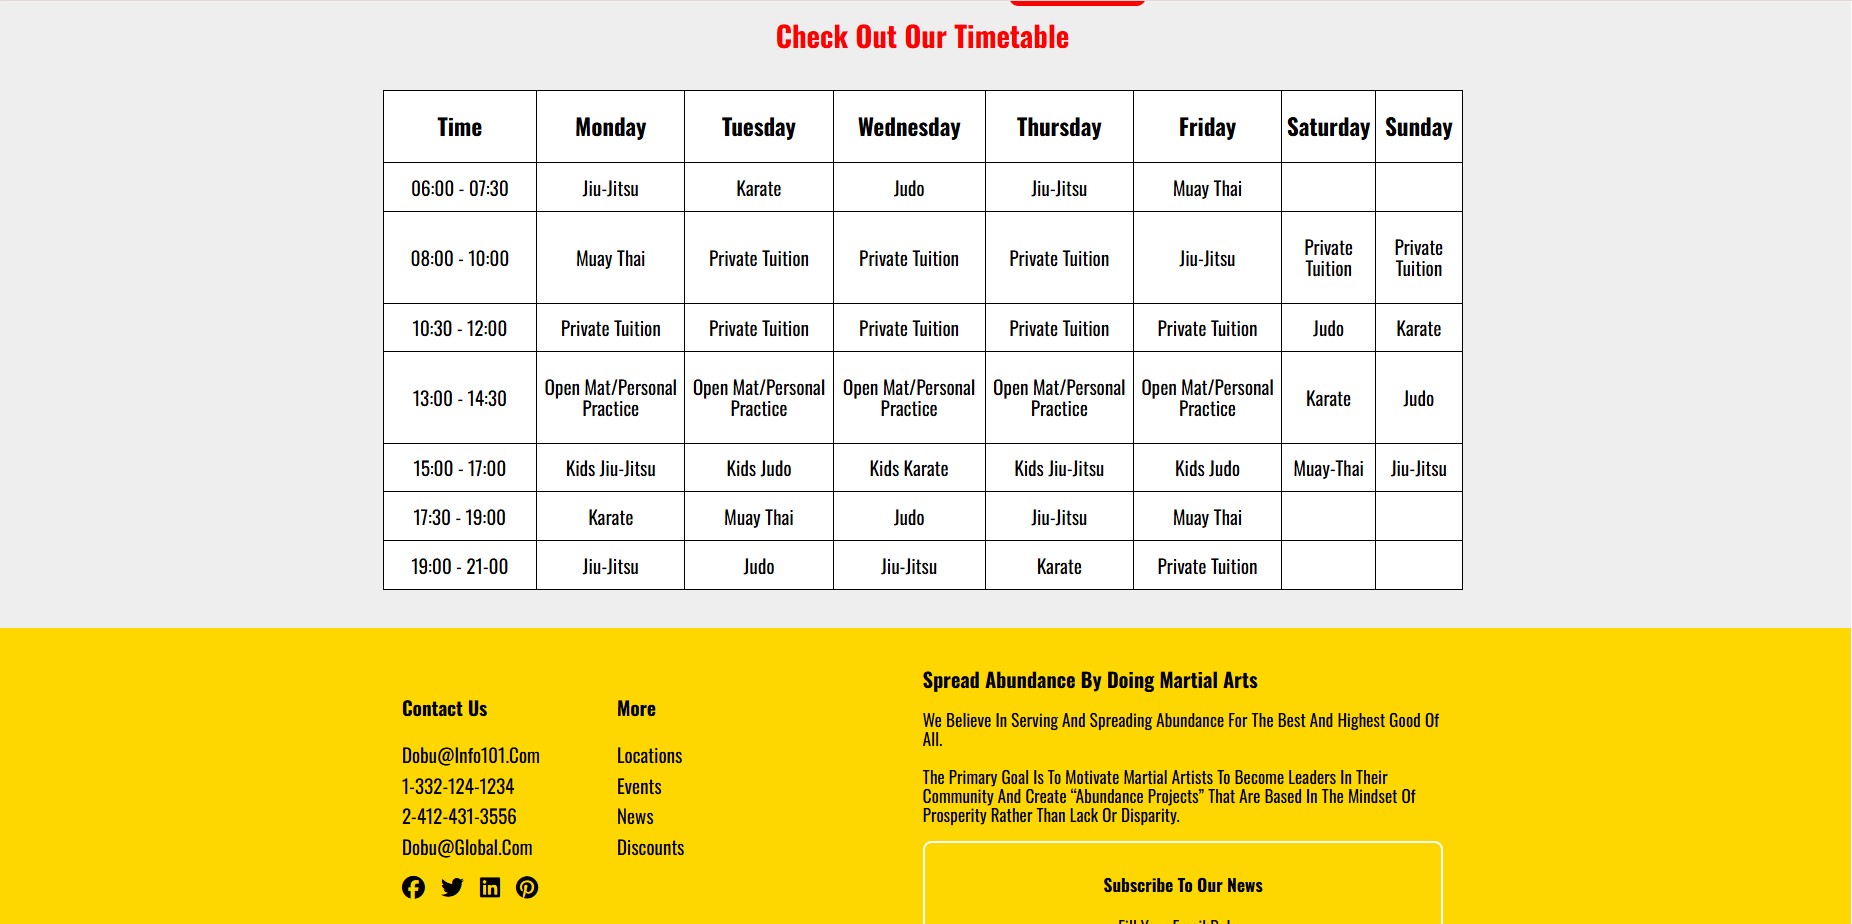 Check Out Our Timetable
Time Monday Tuesday Wednesday Thursday Friday Saturday Sunday
06:00 - 07:30 Jiu-Jitsu Karate Judo Jiu-Jitsu Muay Thai
08:00 - 10:00 Muay Thai Private Tuition Private Tuition Private Tuition Jiu-Jitsu Private Tuition Private Tuition
10:30 - 12:00 Private Tuition Private Tuition Private Tuition Private Tuition Private Tuition Judo Karate
13:00 - 14:30 Open Mat/Personal Practice Open Mat/Personal Practice Open Mat/Personal Practice Open Mat/Personal Practice Open Mat/Personal Practice Karate Judo
15:00 - 17:00 Kids Jiu-Jitsu Kids Judo Kids Karate Kids Jiu-Jitsu Kids Judo Muay-Thai Jiu-Jitsu
17:30 - 19:00 Karate Muay Thai Judo Jiu-Jitsu Muay Thai
19:00 - 21-00 Jiu-Jitsu Judo Jiu-Jitsu Karate Private Tuition
Contact Us
Dobu@Info101.Com
1-332-124-1234
2-412-431-3556
Dobu@Global.Com
More
Locations
Events
News
Discounts
Spread Abundance By Doing Martial Arts
We Believe In Serving And Spreading Abundance For The Best And Highest Good Of
All.
The Primary Goal Is To Motivate Martial Artists To Become Leaders In Their
Community And Create “Abundance Projects” That Are Based In The Mindset Of
Prosperity Rather Than Lack Or Disparity.
Subscribe To Our News